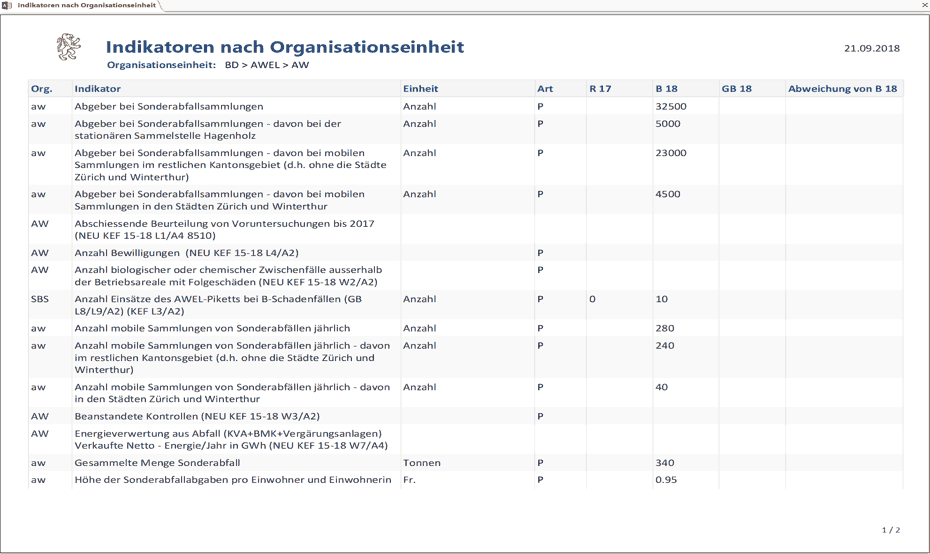 Indikatoren nach Organisationseinheit
Indikatoren nach Organisationseinheit
21.09.2018
Organisationseinheit: BD > AWEL > AW
Org. Indikator Einheit Art R 17 B 18 GB 18 Abweichung von B 18
aw Abgeber bei Sonderabfallsammlungen Anzahl P 32500
aw Abgeber bei Sonderabfallsammlungen - davon bei der Anzahl P 5000
stationären Sammelstelle Hagenholz
aw Abgeber bei Sonderabfallsammlungen - davon bei mobilen Anzahl P 23000
Sammlungen im restlichen Kantonsgebiet (d.h. ohne die Städte
Zürich und Winterthur)
aw Abgeber bei Sonderabfallsammlungen - davon bei mobilen Anzahl P 4500
Sammlungen in den Städten Zürich und Winterthur
AW Abschiessende Beurteilung von Voruntersuchungen bis 2017
(NEU KEF 15-18 L1/A4 8510)
AW Anzahl Bewilligungen (NEU KEF 15-18 L4/A2) P
AW Anzahl biologischer oder chemischer Zwischenfälle ausserhalb P
der Betriebsareale mit Folgeschäden (NEU KEF 15-18 W2/A2)
SBS Anzahl Einsätze des AWEL-Piketts bei B-Schadenfällen (GB Anzahl P 0 10
L8/L9/A2) (KEF L3/A2)
aw Anzahl mobile Sammlungen von Sonderabfällen jährlich Anzahl P 280
aw Anzahl mobile Sammlungen von Sonderabfällen jährlich - davon Anzahl P 240
im restlichen Kantonsgebiet (d.h. ohne die Städte Zürich und
Winterthur)
aw Anzahl mobile Sammlungen von Sonderabfällen jährlich - davon Anzahl P 40
in den Städten Zürich und Winterthur
AW Beanstandete Kontrollen (NEU KEF 15-18 W3/A2) P
AW Energieverwertung aus Abfall (KVA+BMK+Vergärungsanlagen)
Verkaufte Netto - Energie/Jahr in GWh (NEU KEF 15-18 W7/A4)
aw Gesammelte Menge Sonderabfall Tonnen P 340
aw Höhe der Sonderabfallabgaben pro Einwohner und Einwohnerin Fr. P 0.95
1 / 2